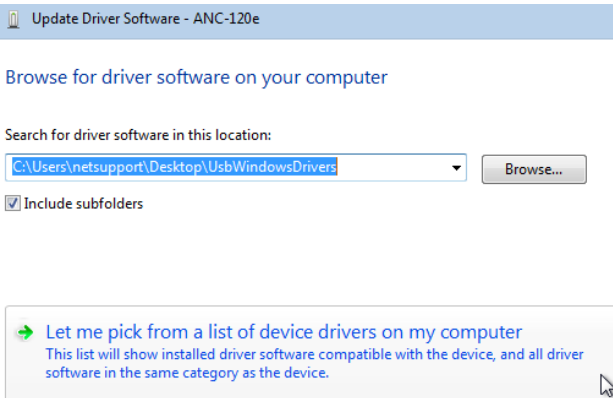 Update Driver Software - ANC-120e
Browse for driver software on your computer
Search for driver software in this location:
C:\Users\netsupport\Desktop\UsbWindowsDrivers
Browse...
Include subfolders
Let me pick from a list of device drivers on my computer
This list will show installed driver software compatible with the device, and all driver
software in the same category as the device.